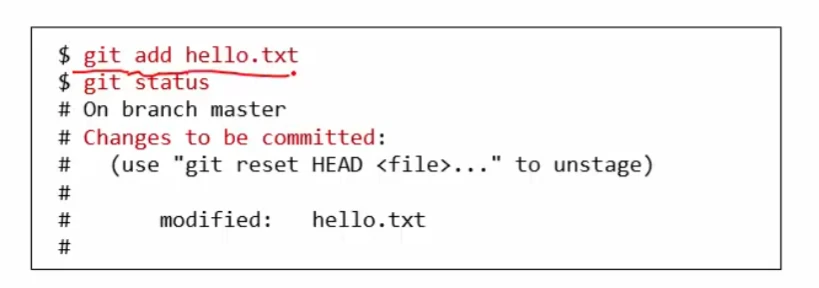 $ git add hello.txt
$ git status
# On branch master
# Changes to be committed:
#   (use "git reset HEAD <file>..." to unstage)
#
#       modified:   hello.txt
#